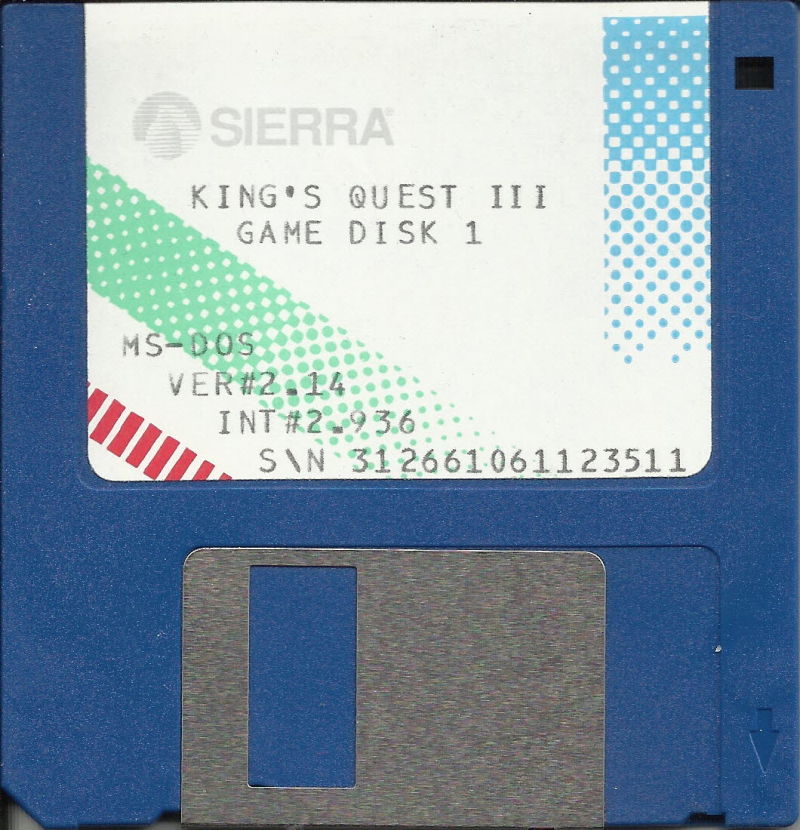 SIERRA®
KING'S QUEST III
GAME DISK 1
MS-DOS
VER#2.14
INT#2.936
S\N 312661061123511